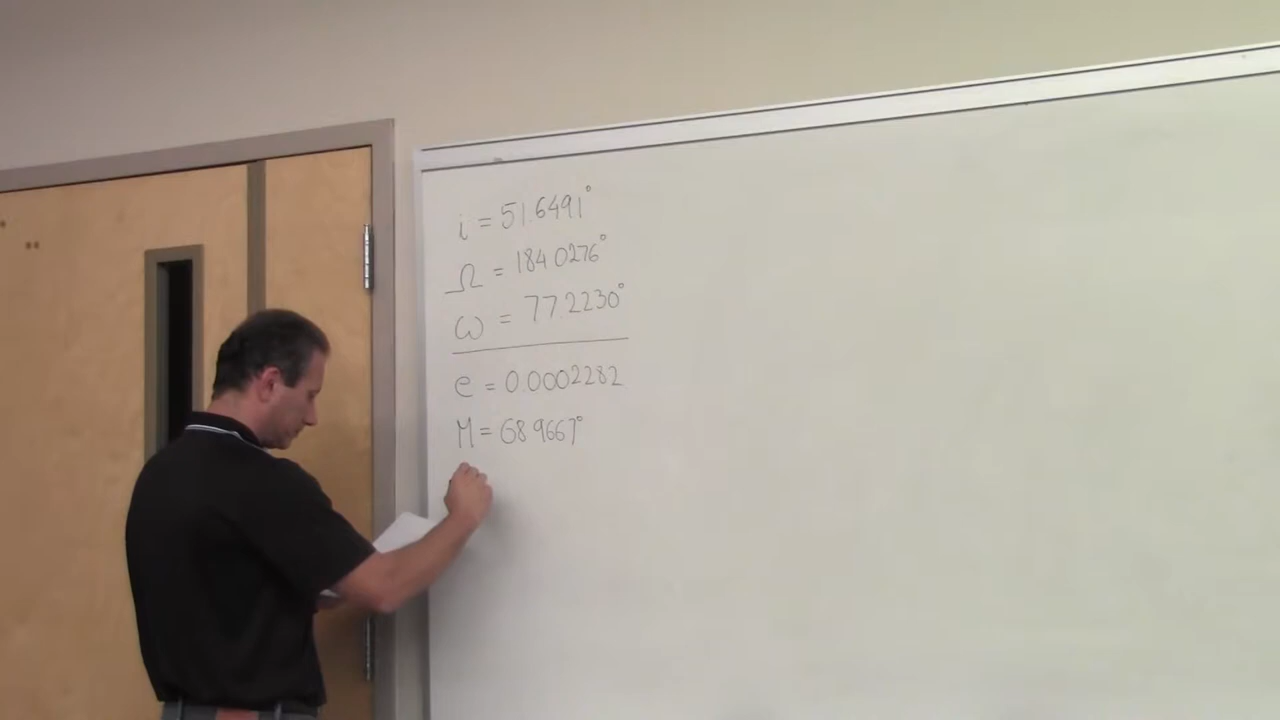 i = 51.6491°
Ω = 184.0276°
ω = 77.2230°
e = 0.0002282
M = 68.9667°